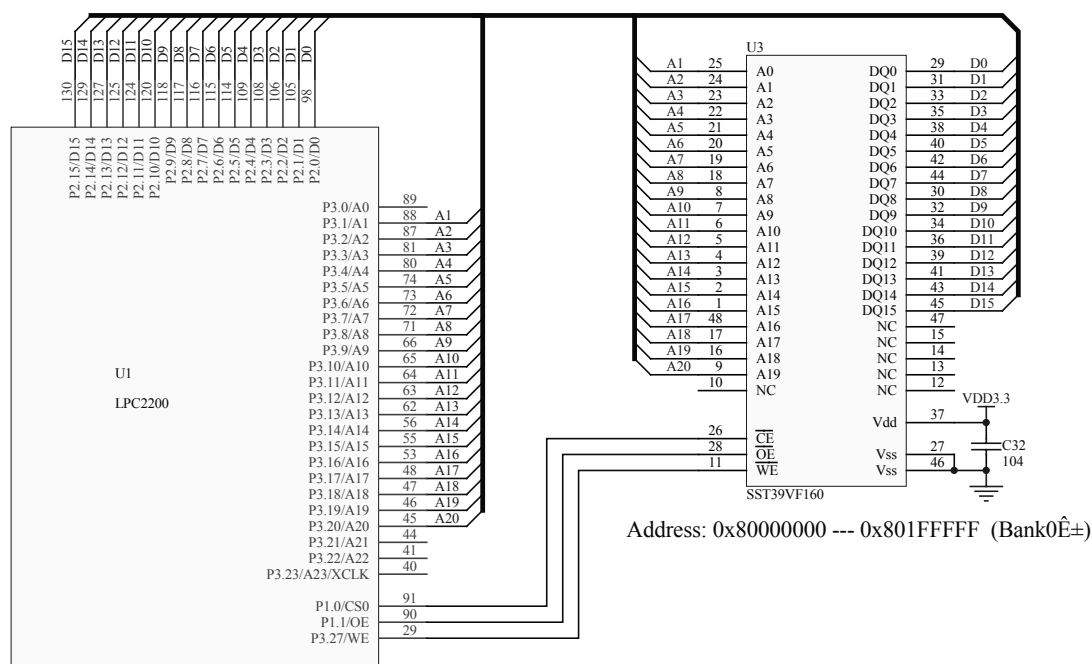 D15 D14 D13 D12 D11 D10 D9 D8 D7 D6 D5 D4 D3 D2 D1 D0
130 129 127 125 124 120 118 117 116 115 114 109 108 106 105 98
P2.15/D15 P2.14/D14 P2.13/D13 P2.12/D12 P2.11/D11 P2.10/D10 P2.9/D9 P2.8/D8 P2.7/D7 P2.6/D6 P2.5/D5 P2.4/D4 P2.3/D3 P2.2/D2 P2.1/D1 P2.0/D0
U1
LPC2200
P3.0/A0 89
P3.1/A1 88 A1
P3.2/A2 87 A2
P3.3/A3 81 A3
P3.4/A4 80 A4
P3.5/A5 74 A5
P3.6/A6 73 A6
P3.7/A7 72 A7
P3.8/A8 71 A8
P3.9/A9 66 A9
P3.10/A10 65 A10
P3.11/A11 64 A11
P3.12/A12 63 A12
P3.13/A13 62 A13
P3.14/A14 56 A14
P3.15/A15 55 A15
P3.16/A16 53 A16
P3.17/A17 48 A17
P3.18/A18 47 A18
P3.19/A19 46 A19
P3.20/A20 45 A20
P3.21/A21 44
P3.22/A22 41
P3.23/A23/XCLK 40
P1.0/CS0 91
P1.1/OE 90
P3.27/WE 29
U3
A1 25 A0 DQ0 29 D0
A2 24 A1 DQ1 31 D1
A3 23 A2 DQ2 33 D2
A4 22 A3 DQ3 35 D3
A5 21 A4 DQ4 38 D4
A6 20 A5 DQ5 40 D5
A7 19 A6 DQ6 42 D6
A8 18 A7 DQ7 44 D7
A9 8 A8 DQ8 30 D8
A10 7 A9 DQ9 32 D9
A11 6 A10 DQ10 34 D10
A12 5 A11 DQ11 36 D11
A13 4 A12 DQ12 39 D12
A14 3 A13 DQ13 41 D13
A15 2 A14 DQ14 43 D14
A16 1 A15 DQ15 45 D15
A17 48 A16 NC 47
A18 17 A17 NC 15
A19 16 A18 NC 14
A20 9 A19 NC 13
10 NC NC 12
VDD3.3
Vdd 37
26 CE
28 OE Vss 27
11 WE Vss 46
C32
104
SST39VF160
Address: 0x80000000 --- 0x801FFFFF (Bank0Ê±)